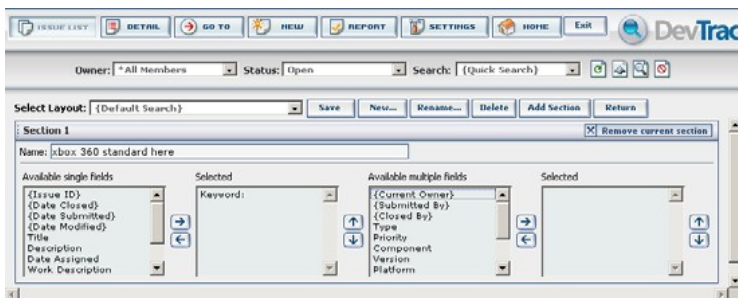 ISSUE LIST DETAIL GO TO NEW REPORT SETTINGS HOME Exit DevTrac
Owner: *All Members Status: Open Search: {Quick Search}
Select Layout: {Default Search} Save New... Rename... Delete Add Section Return
Section 1 Remove current section
Name: xbox 360 standard here
Available single fields Selected Available multiple fields Selected
{Issue ID} Keyword: {Current Owner}
{Date Closed} {Submitted By}
{Date Submitted} {Closed By}
{Date Modified} Type
Title Priority
Description Component
Date Assigned Version
Work Description Platform